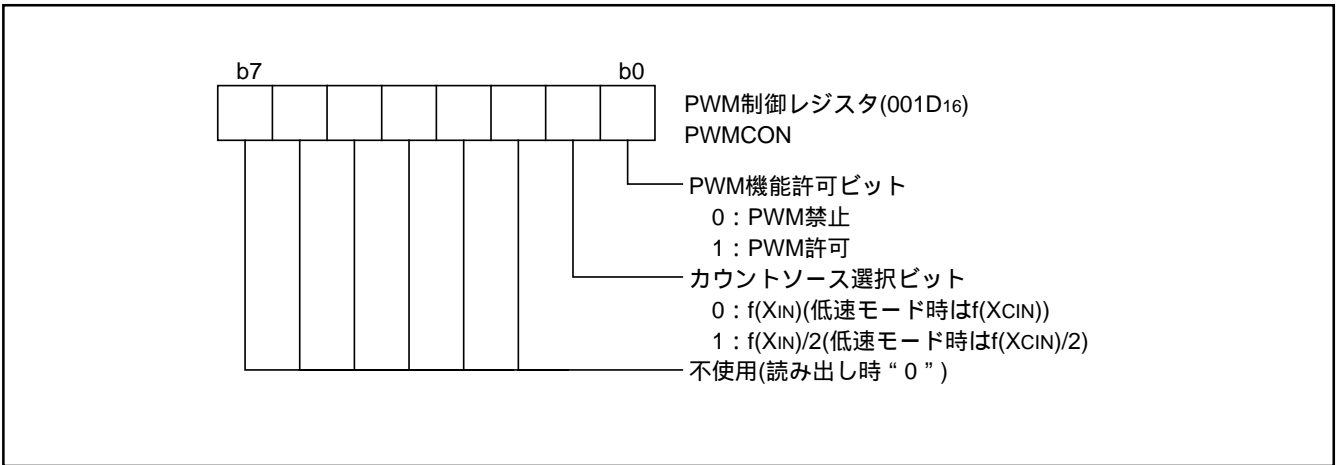 b7 b0
PWM制御レジスタ(001D16)
PWMCON
PWM機能許可ビット
0：PWM禁止
1：PWM許可
カウントソース選択ビット
0：f(XIN)(低速モード時はf(XCIN))
1：f(XIN)/2(低速モード時はf(XCIN)/2)
不使用(読み出し時“0”)